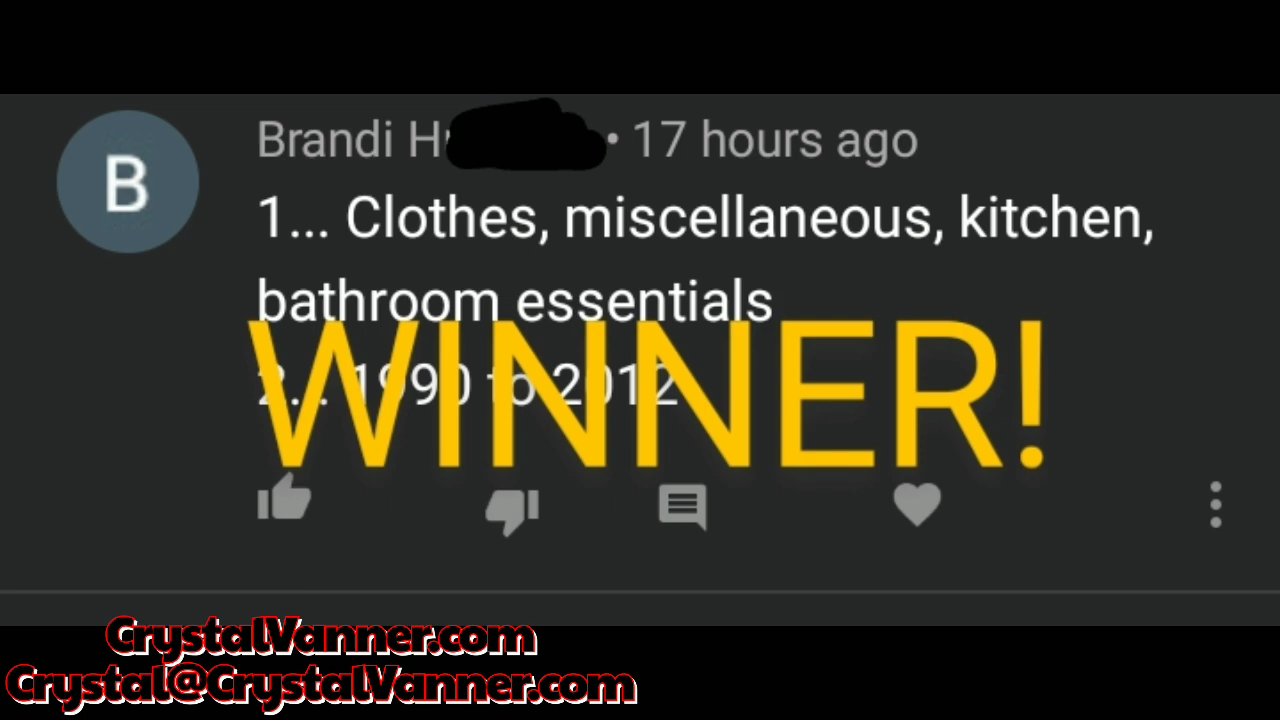 B
Brandi H • 17 hours ago
1... Clothes, miscellaneous, kitchen,
bathroom essentials
2... 1990 to 2012
WINNER!
CrystalVanner.com
Crystal@CrystalVanner.com